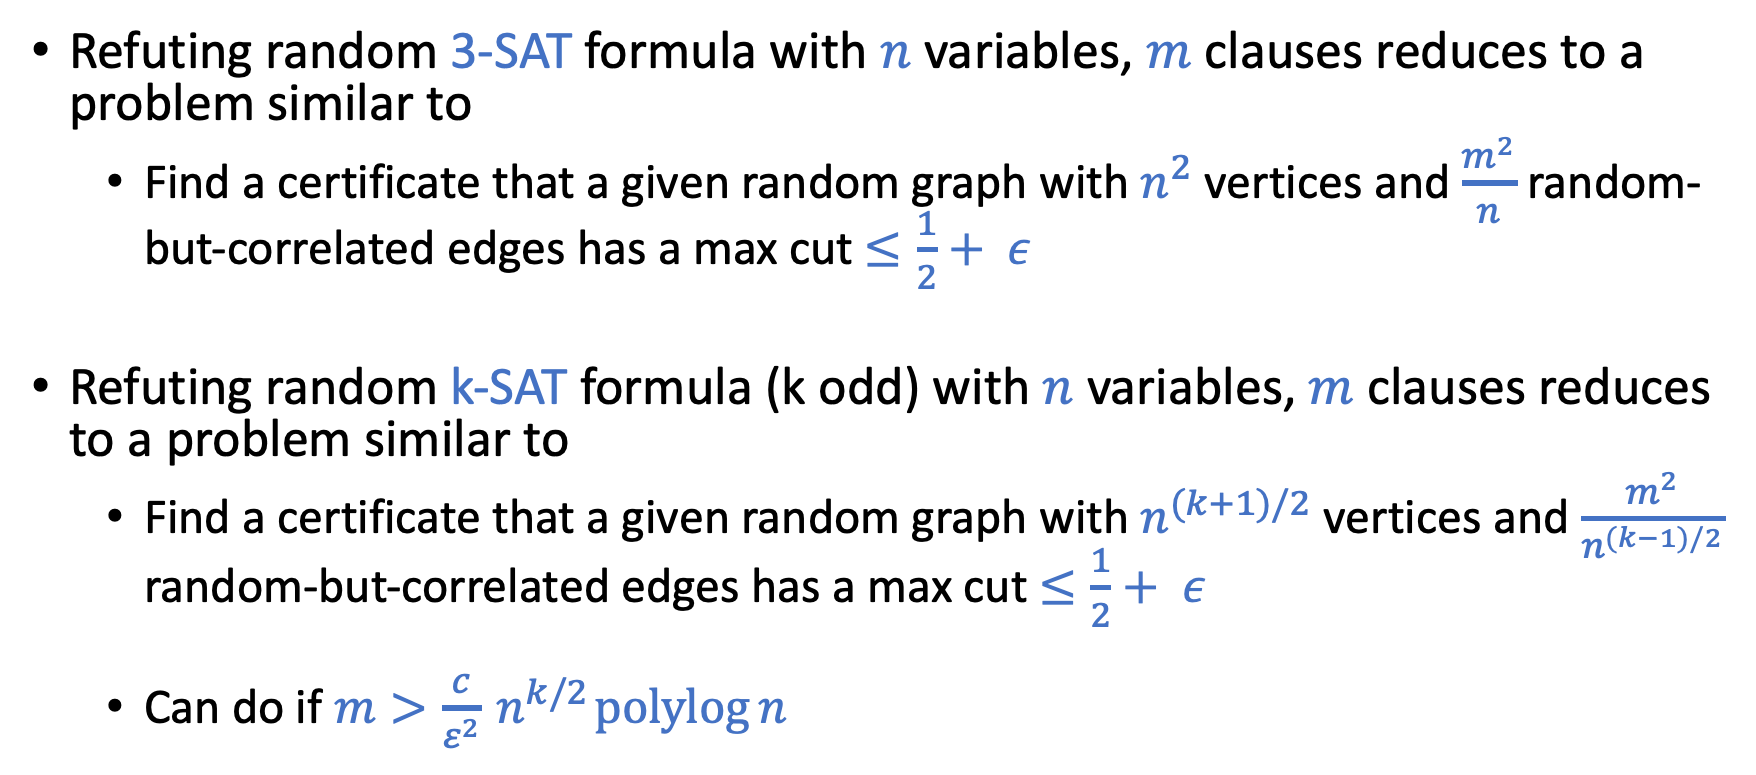 • Refuting random 3-SAT formula with n variables, m clauses reduces to a
problem similar to
• Find a certificate that a given random graph with n² vertices and m²/n random-
but-correlated edges has a max cut ≤ 1/2 + ϵ
• Refuting random k-SAT formula (k odd) with n variables, m clauses reduces
to a problem similar to
• Find a certificate that a given random graph with n^(k+1)/2 vertices and m²/n^(k−1)/2
random-but-correlated edges has a max cut ≤ 1/2 + ϵ
• Can do if m > c/ε² n^k/2 polylog n